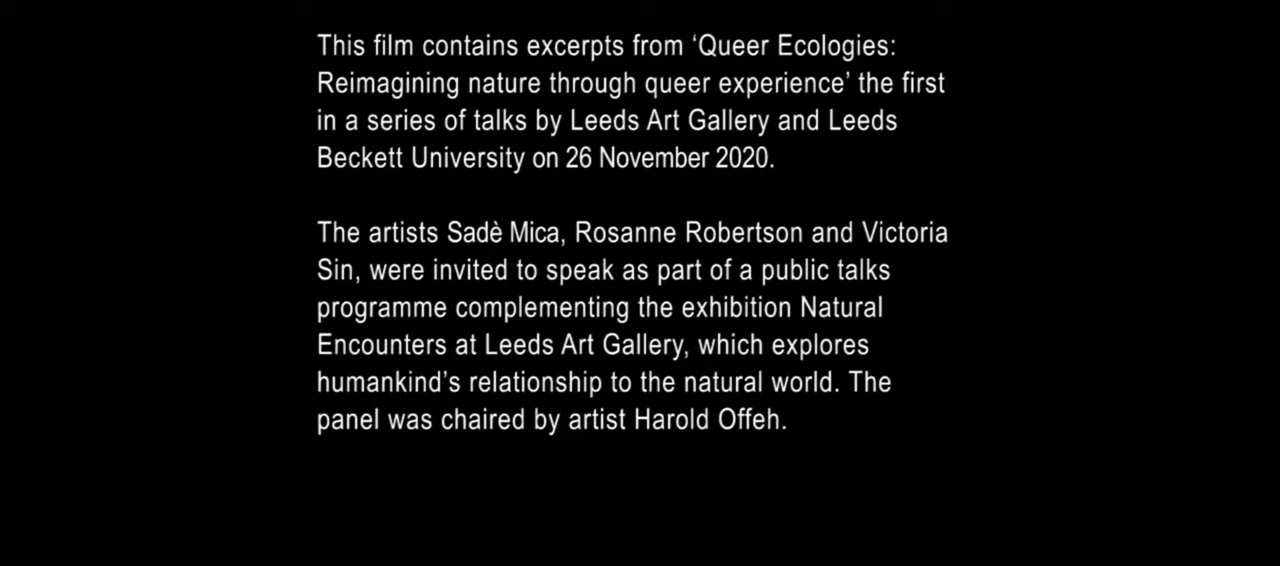 This film contains excerpts from ‘Queer Ecologies:
Reimagining nature through queer experience’ the first
in a series of talks by Leeds Art Gallery and Leeds
Beckett University on 26 November 2020.
The artists Sadè Mica, Rosanne Robertson and Victoria
Sin, were invited to speak as part of a public talks
programme complementing the exhibition Natural
Encounters at Leeds Art Gallery, which explores
humankind’s relationship to the natural world. The
panel was chaired by artist Harold Offeh.